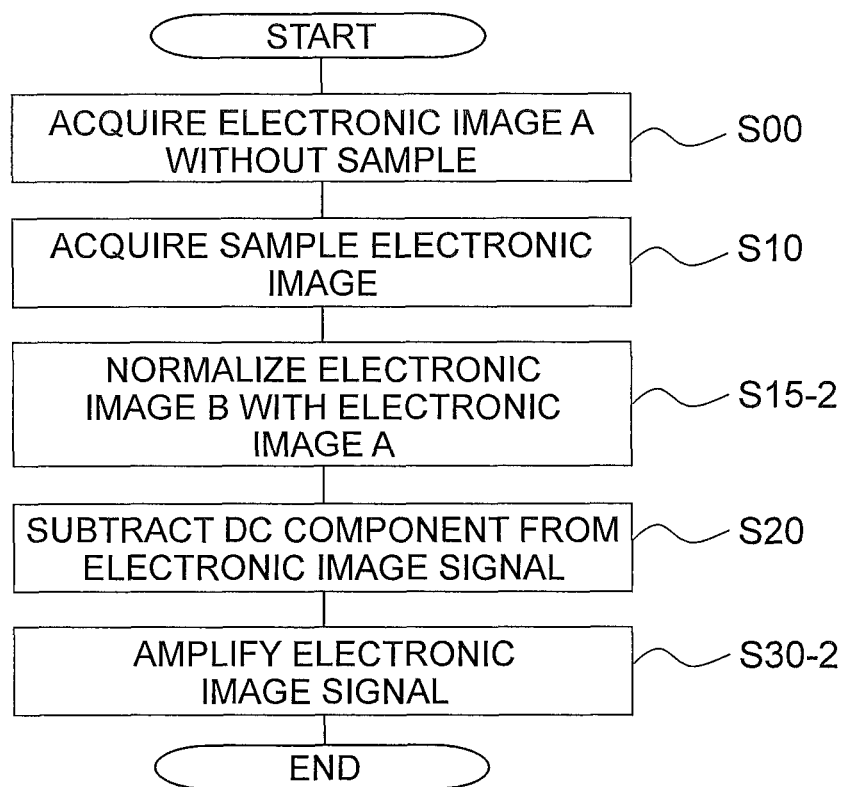 START
ACQUIRE ELECTRONIC IMAGE A
WITHOUT SAMPLE
S00
ACQUIRE SAMPLE ELECTRONIC
IMAGE
S10
NORMALIZE ELECTRONIC
IMAGE B WITH ELECTRONIC
IMAGE A
S15-2
SUBTRACT DC COMPONENT FROM
ELECTRONIC IMAGE SIGNAL
S20
AMPLIFY ELECTRONIC
IMAGE SIGNAL
S30-2
END